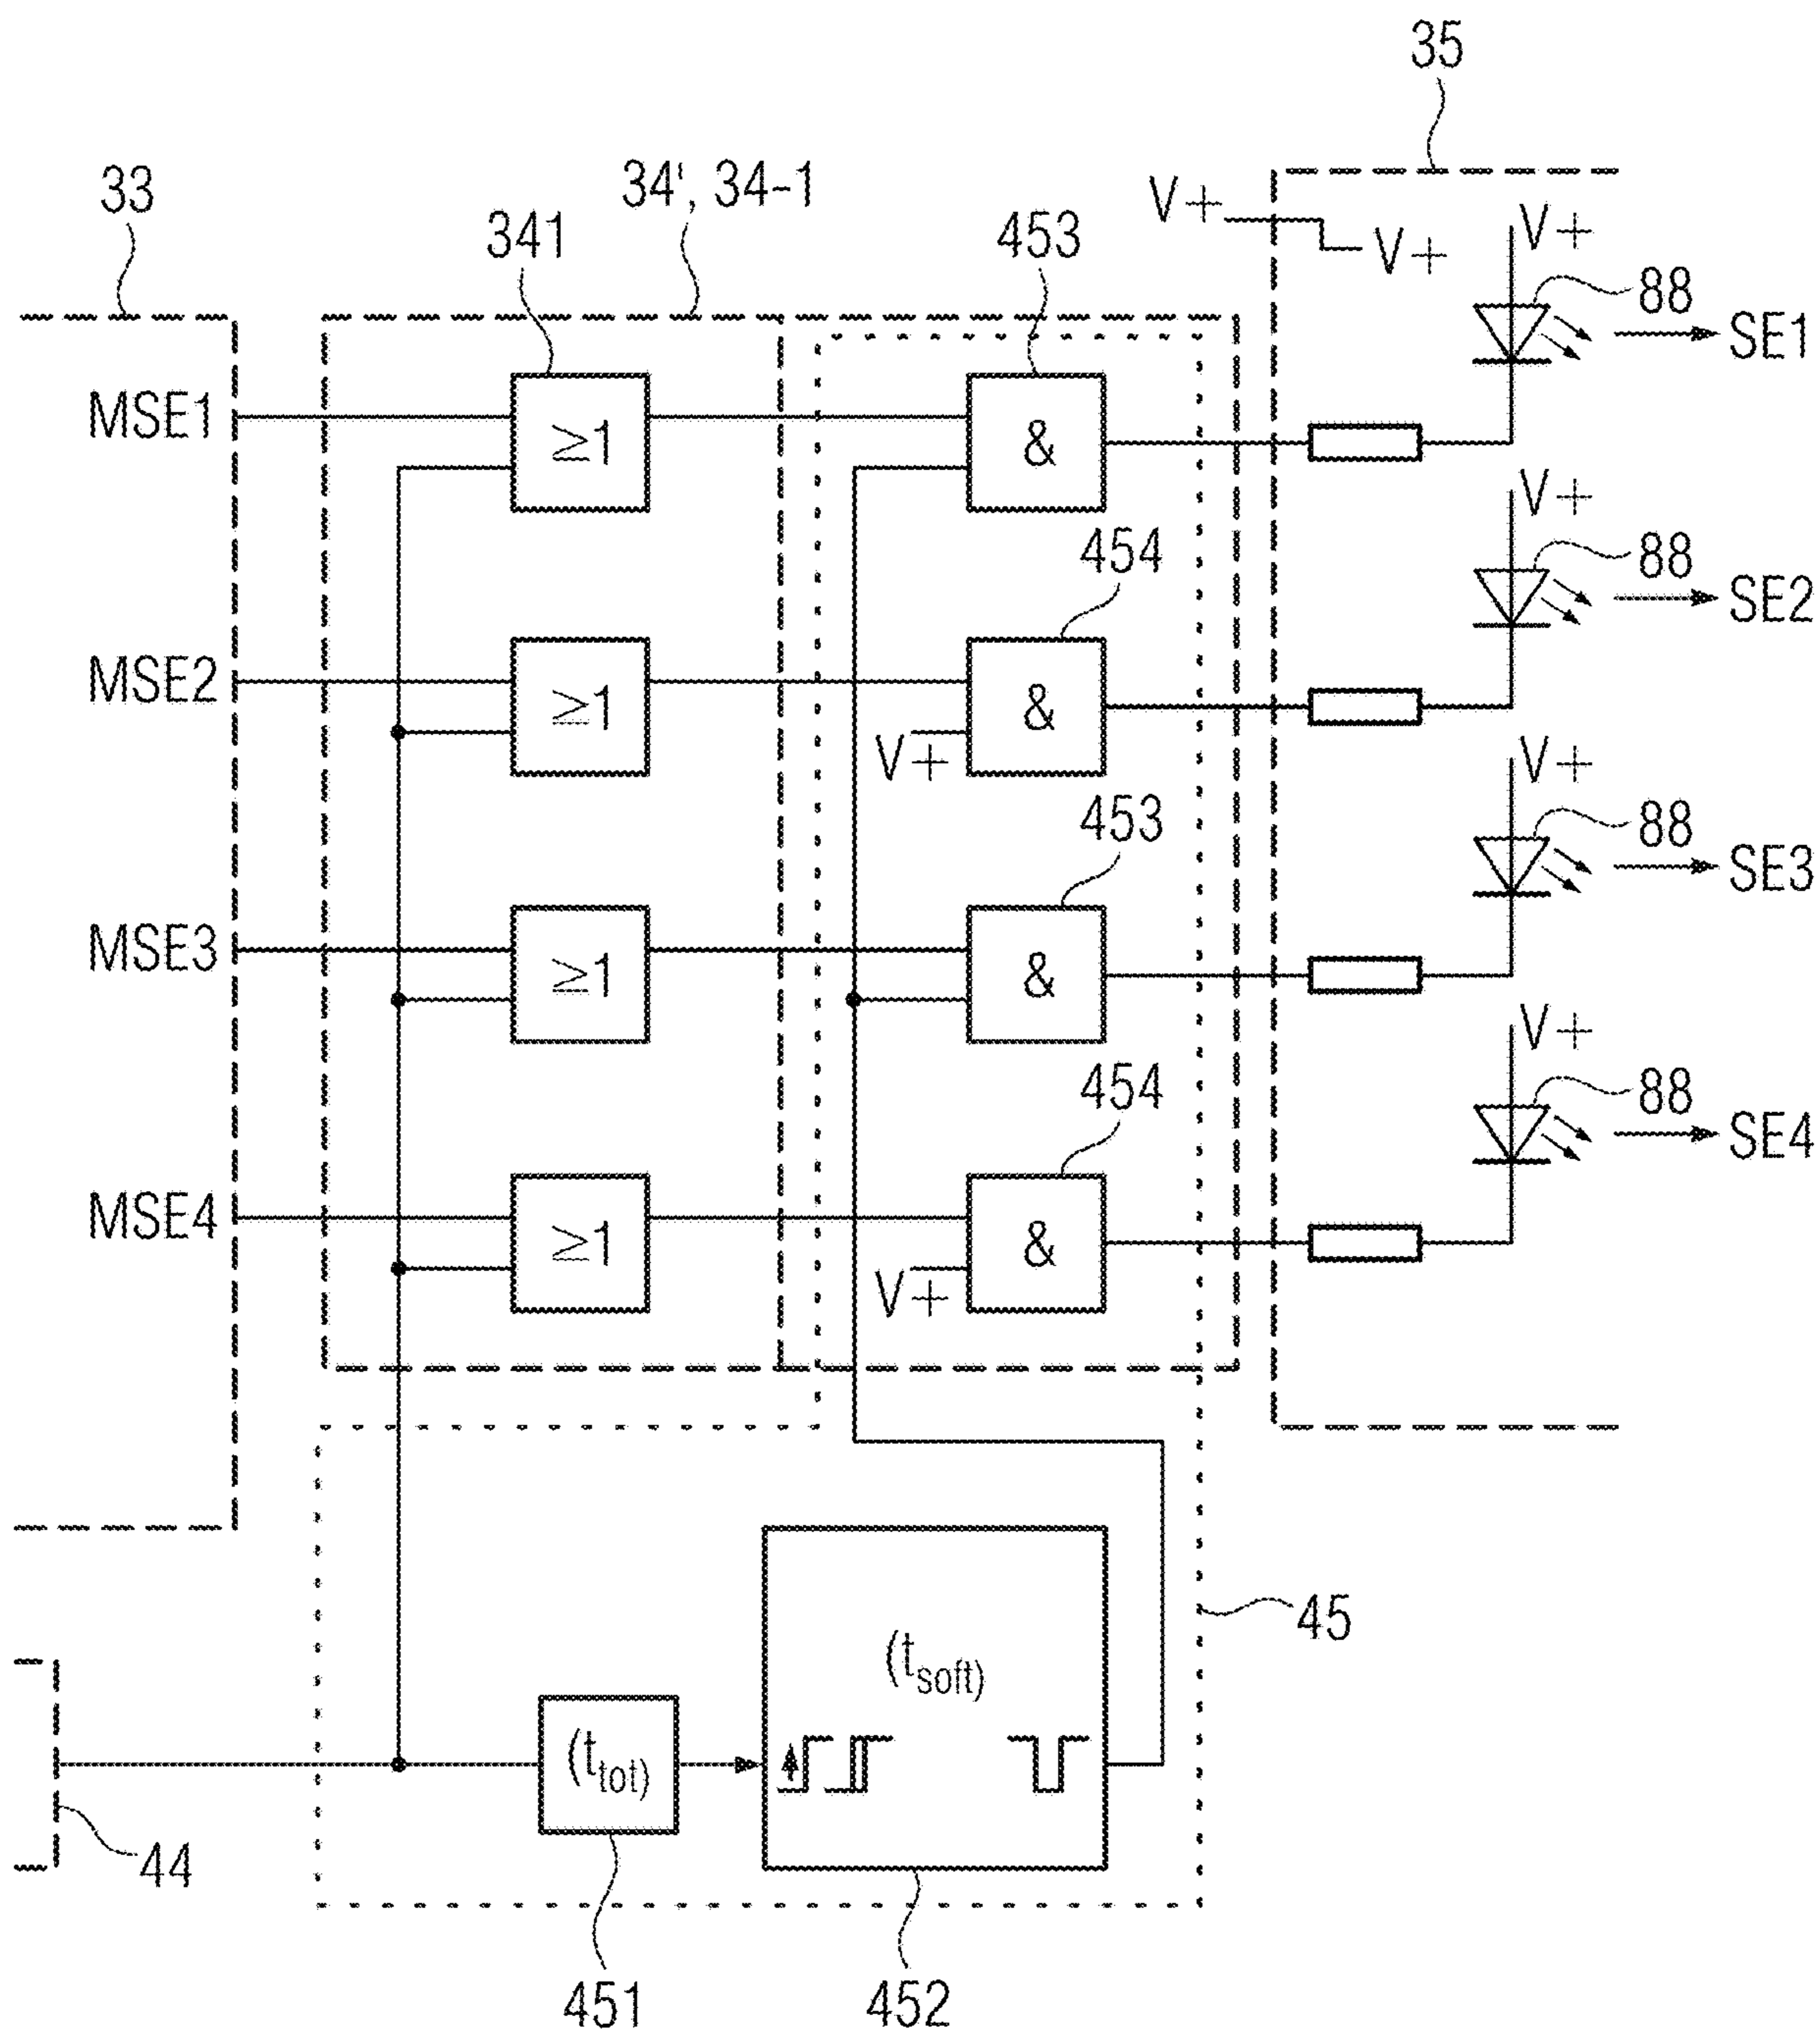 35
33
34', 34-1
V+
V+
V+
341
453
88
SE1
MSE1
≥1
&
V+
454
88
SE2
MSE2
≥1
&
V+
V+
453
88
SE3
MSE3
≥1
&
V+
454
88
SE4
MSE4
≥1
&
V+
45
(tsoft)
(ttot)
44
451
452